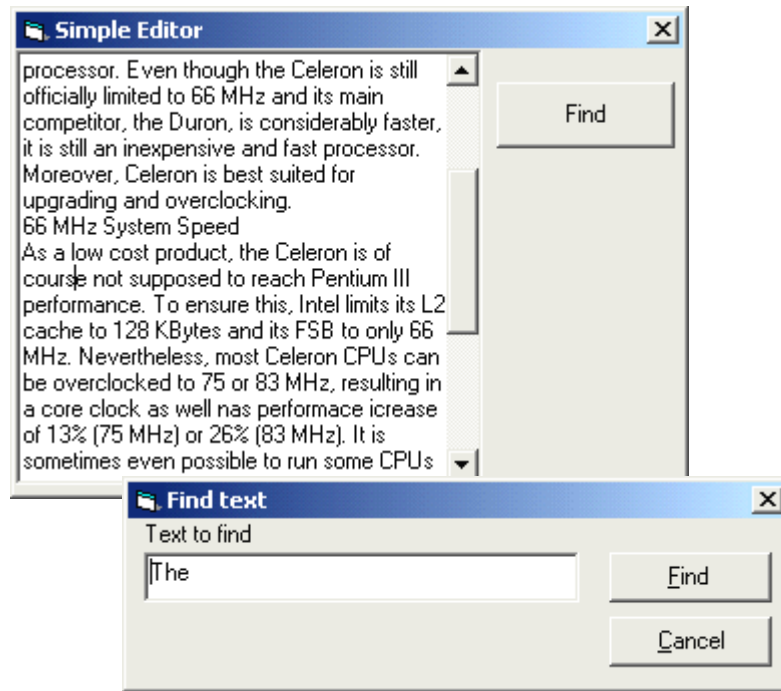 Simple Editor
processor. Even though the Celeron is still
officially limited to 66 MHz and its main
competitor, the Duron, is considerably faster,
it is still an inexpensive and fast processor.
Moreover, Celeron is best suited for
upgrading and overclocking.
66 MHz System Speed
As a low cost product, the Celeron is of
course not supposed to reach Pentium III
performance. To ensure this, Intel limits its L2
cache to 128 KBytes and its FSB to only 66
MHz. Nevertheless, most Celeron CPUs can
be overclocked to 75 or 83 MHz, resulting in
a core clock as well nas performace icrease
of 13% (75 MHz) or 26% (83 MHz). It is
sometimes even possible to run some CPUs
Find
Find text
Text to find
The
Find
Cancel